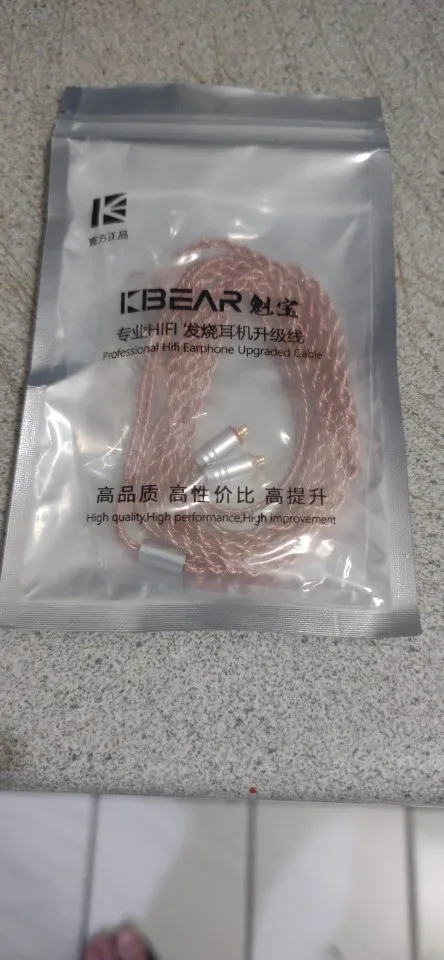 官方正品
KBEAR 魁宝
专业HIFI 发烧耳机升级线
Professional Hifi Earphone Upgraded Cable
高品质 高性价比 高提升
High quality,High performance,High improvement